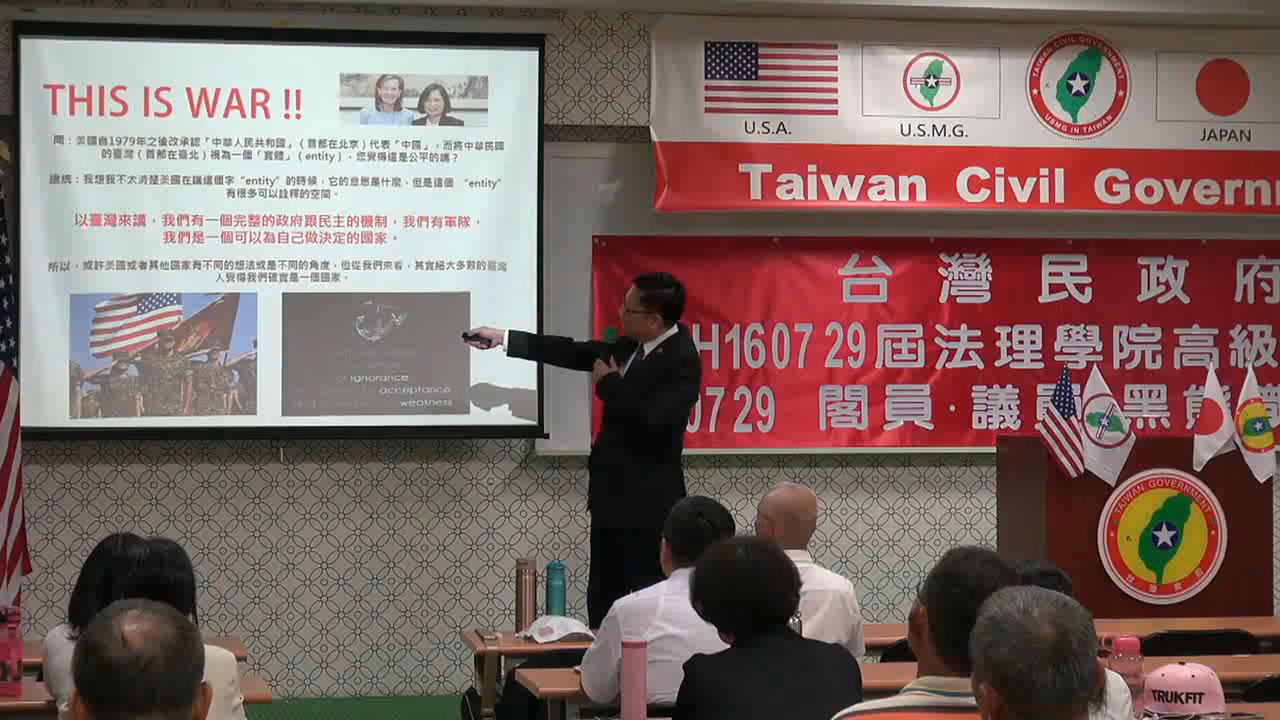 THIS IS WAR !!
問：美國自1979年之後改承認「中華人民共和國」（首都在北京）代表「中國」，而將中華民國
的臺灣（首都在臺北）視為一個「實體」（entity），您覺得這是公平的嗎？
總統：我想我不太清楚美國在講這個字 "entity" 的時候，它的意思是什麼，但是這個 "entity"
有很多可以詮釋的空間。
以臺灣來講，我們有一個完整的政府跟民主的機制，我們有軍隊，
我們是一個可以為自己做決定的國家。
所以，或許美國或者其他國家有不同的想法或是不同的角度，但從我們來看，其實絕大多數的臺灣
人覺得我們確實是一個國家。
ignorance
acceptance
weakness
U.S.A.
U.S.M.G.
TAIWAN CIVIL GOVERNMENT
USMG IN TAIWAN
JAPAN
Taiwan Civil Governm
台灣民政府
H1607 29屆法理學院高級
07 29 閣員·議員 黑熊
TAIWAN GOVERNMENT
台灣政府
TRUKFIT